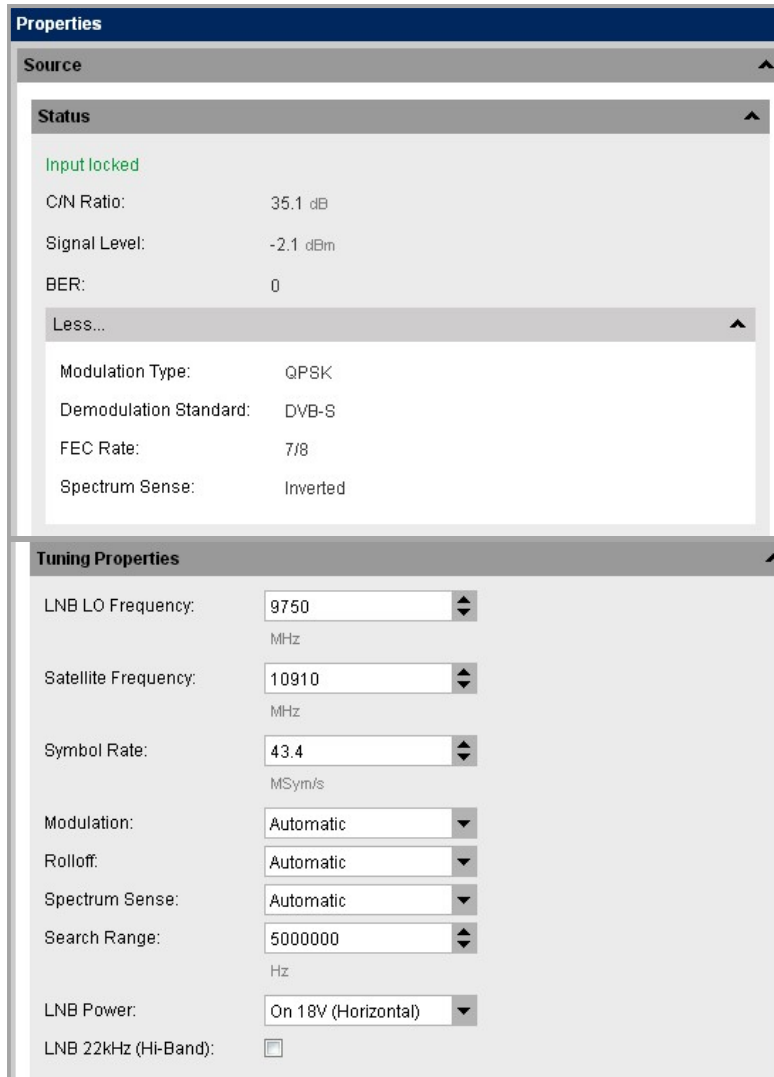 Properties
Source
Status
Input locked
C/N Ratio: 35.1 dB
Signal Level: -2.1 dBm
BER: 0
Less...
Modulation Type: QPSK
Demodulation Standard: DVB-S
FEC Rate: 7/8
Spectrum Sense: Inverted
Tuning Properties
LNB LO Frequency: 9750
MHz
Satellite Frequency: 10910
MHz
Symbol Rate: 43.4
MSym/s
Modulation: Automatic
Rolloff: Automatic
Spectrum Sense: Automatic
Search Range: 5000000
Hz
LNB Power: On 18V (Horizontal)
LNB 22kHz (Hi-Band):